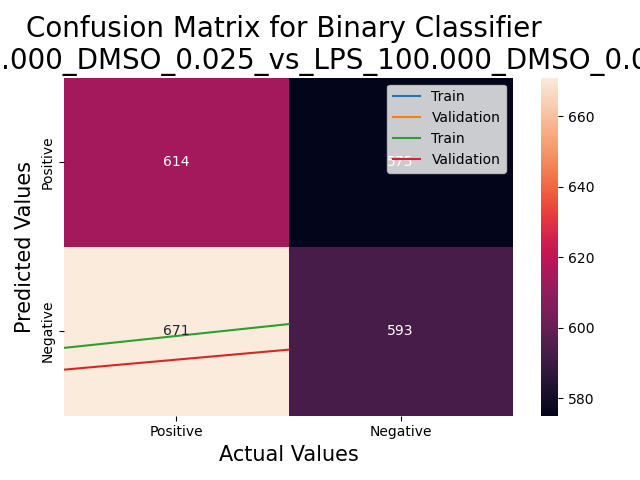 Confusion Matrix for Binary Classifier
.000_DMSO_0.025_vs_LPS_100.000_DMSO_0.0
Train
Validation
Train
Validation
614
575
671
593
Positive
Negative
Predicted Values
Positive
Negative
Actual Values
660
640
620
600
580